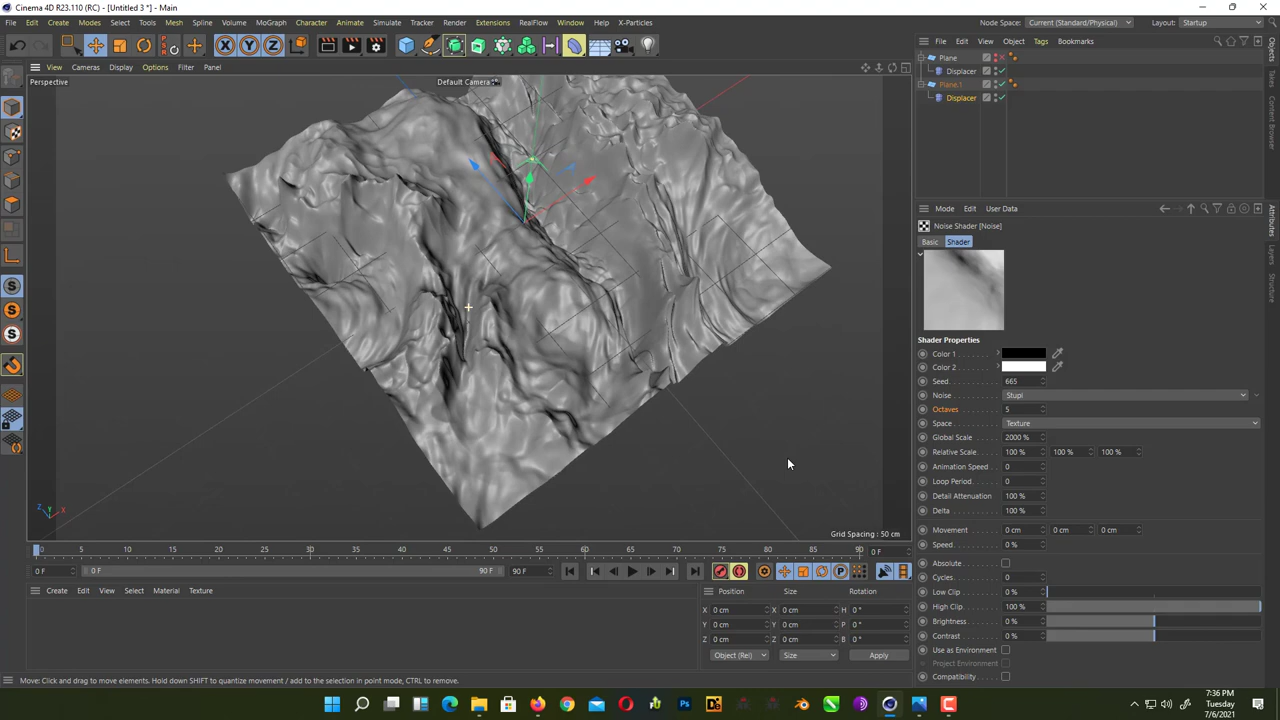 Cinema 4D R23.110 (RC) - [Untitled 3 *] - Main
File Edit Create Modes Select Tools Mesh Spline Volume MoGraph Character Animate Simulate Tracker Render Extensions RealFlow Window Help X-Particles
Node Space: Current (Standard/Physical) Layout: Startup
File Edit View Object Tags Bookmarks
View Cameras Display Options Filter Panel
Perspective
Default Camera
Plane
Displacer
Plane.1
Displacer
Objects
Takes
Content Browser
Attributes
Layers
Structure
Mode Edit User Data
Noise Shader [Noise]
Basic Shader
Shader Properties
Color 1
Color 2
Seed 665
Noise Stupl
Octaves 5
Space Texture
Global Scale 2000 %
Relative Scale 100 % 100 % 100 %
Animation Speed 0
Loop Period 0
Detail Attenuation 100 %
Delta 100 %
Movement 0 cm 0 cm 0 cm
Speed 0 %
Absolute
Cycles 0
Low Clip 0 %
High Clip 100 %
Brightness 0 %
Contrast 0 %
Use as Environment
Project Environment
Compatibility
X Y Z
Z Y X
Grid Spacing : 50 cm
0 5 10 15 20 25 30 35 40 45 50 55 60 65 70 75 80 85 90 0 F
0 F 0 F 90 F 90 F
Create Edit View Select Material Texture
Position Size Rotation
X 0 cm X 0 cm H 0 °
Y 0 cm Y 0 cm P 0 °
Z 0 cm Z 0 cm B 0 °
Object (Rel) Size Apply
Move: Click and drag to move elements. Hold down SHIFT to quantize movement / add to the selection in point mode, CTRL to remove.
7:36 PM
Tuesday
7/6/2021